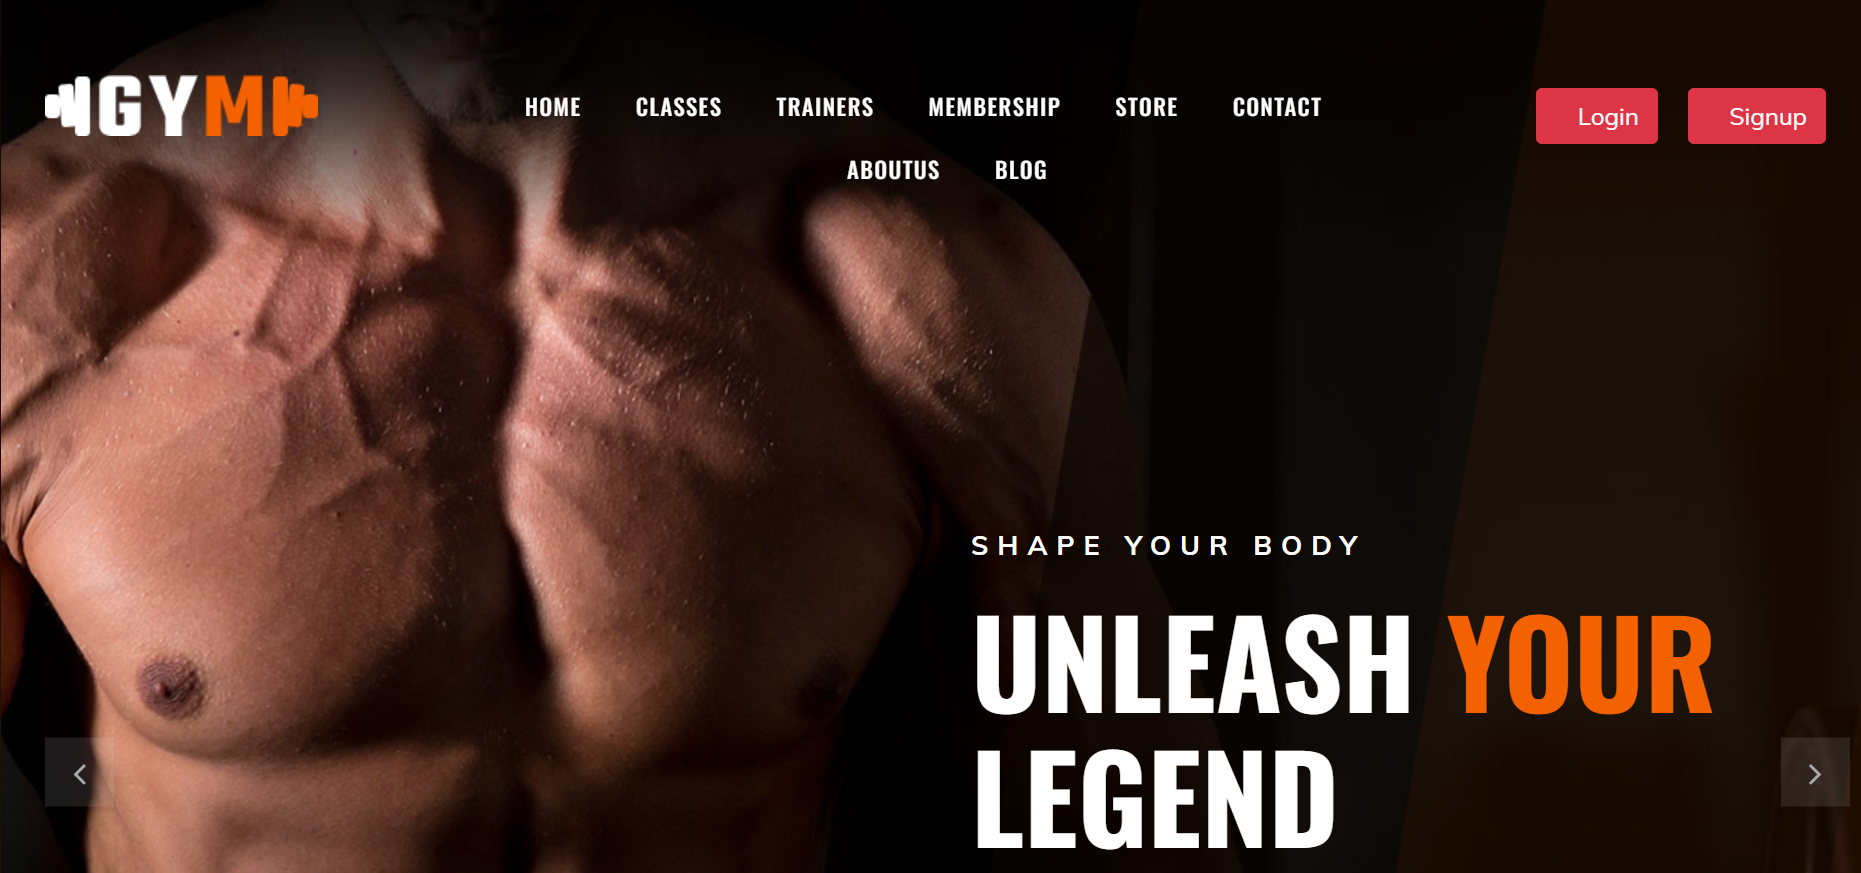 GYM
HOME CLASSES TRAINERS MEMBERSHIP STORE CONTACT
ABOUTUS BLOG
Login Signup
SHAPE YOUR BODY
UNLEASH YOUR
LEGEND